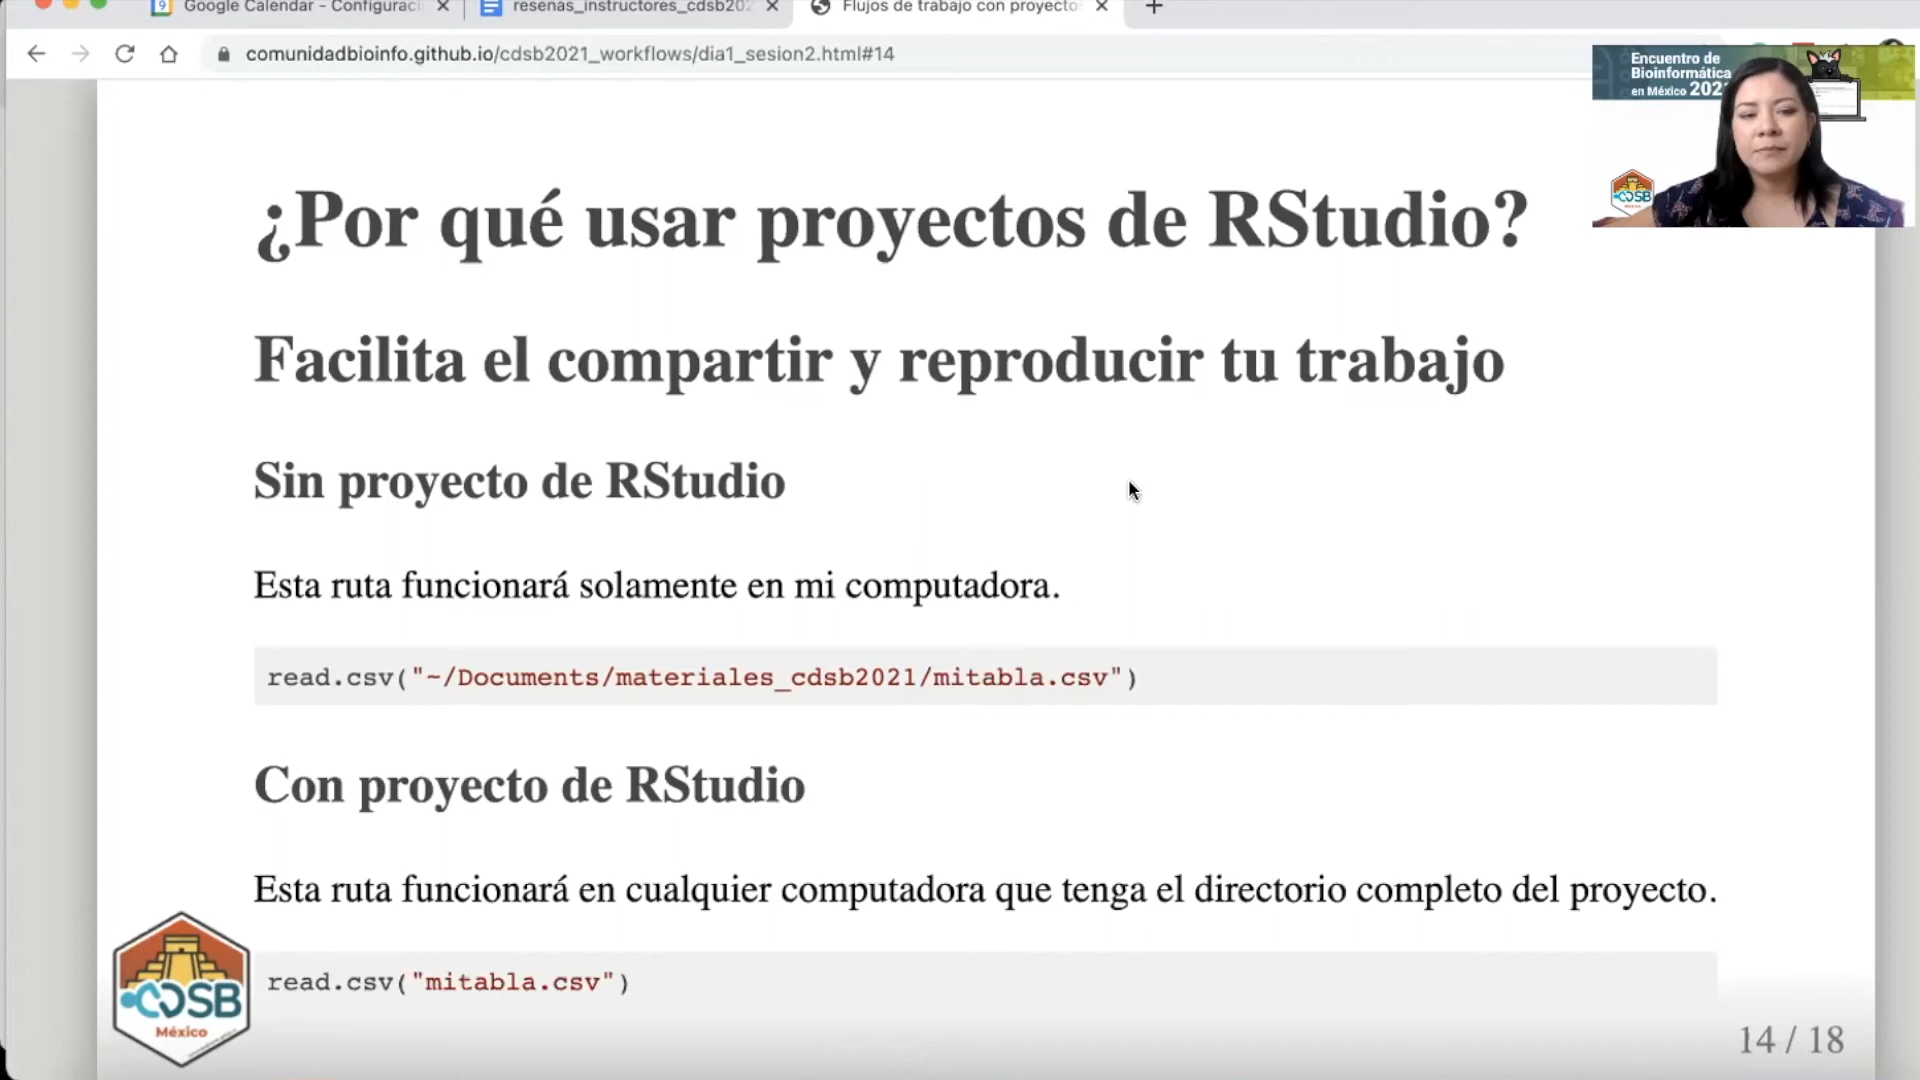 Google Calendar - Configuraci
resenas_instructores_cdsb202
Flujos de trabajo con proyecto
comunidadbioinfo.github.io/cdsb2021_workflows/dia1_sesion2.html#14
Encuentro de
Bioinformática
en México 202
CDSB
¿Por qué usar proyectos de RStudio?
Facilita el compartir y reproducir tu trabajo
Sin proyecto de RStudio
Esta ruta funcionará solamente en mi computadora.
read.csv("~/Documents/materiales_cdsb2021/mitabla.csv")
Con proyecto de RStudio
Esta ruta funcionará en cualquier computadora que tenga el directorio completo del proyecto.
read.csv("mitabla.csv")
CDSB
México
14 / 18